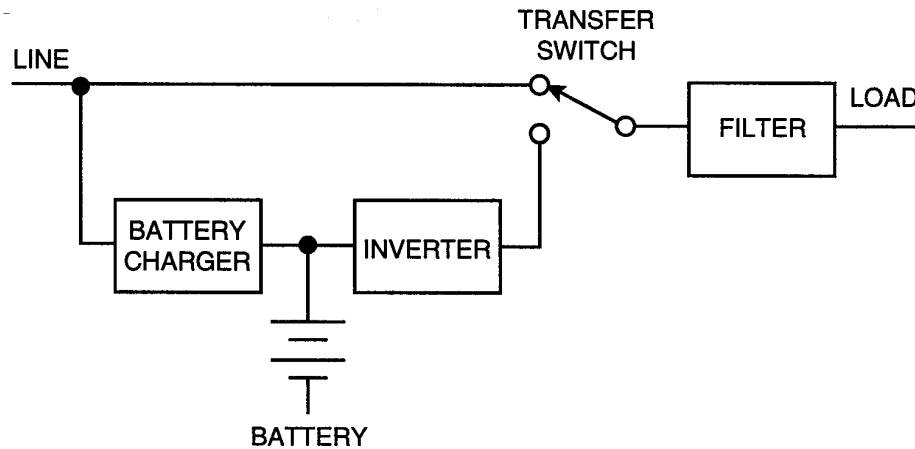 TRANSFER
SWITCH
LINE
LOAD
FILTER
BATTERY
CHARGER
INVERTER
BATTERY